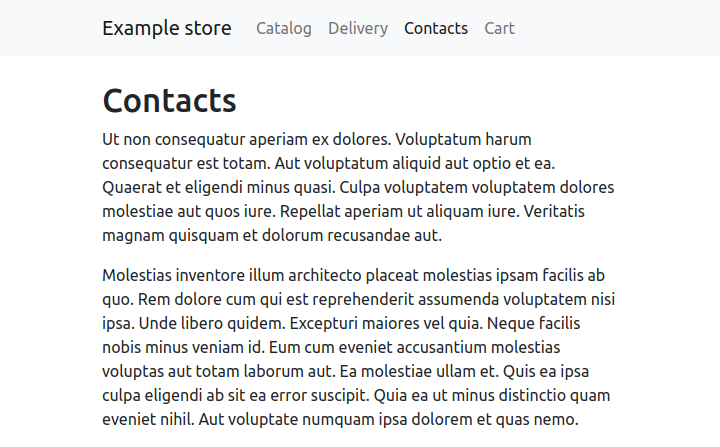 Example store Catalog Delivery Contacts Cart
Contacts
Ut non consequatur aperiam ex dolores. Voluptatum harum
consequatur est totam. Aut voluptatum aliquid aut optio et ea.
Quaerat et eligendi minus quasi. Culpa voluptatem voluptatem dolores
molestiae aut quos iure. Repellat aperiam ut aliquam iure. Veritatis
magnam quisquam et dolorum recusandae aut.
Molestias inventore illum architecto placeat molestias ipsam facilis ab
quo. Rem dolore cum qui est reprehenderit assumenda voluptatem nisi
ipsa. Unde libero quidem. Excepturi maiores vel quia. Neque facilis
nobis minus veniam id. Eum cum eveniet accusantium molestias
voluptas aut totam laborum aut. Ea molestiae ullam et. Quis ea ipsa
culpa eligendi ab sit ea error suscipit. Quia ea ut minus distinctio quam
eveniet nihil. Aut voluptate numquam ipsa dolorem et quas nemo.